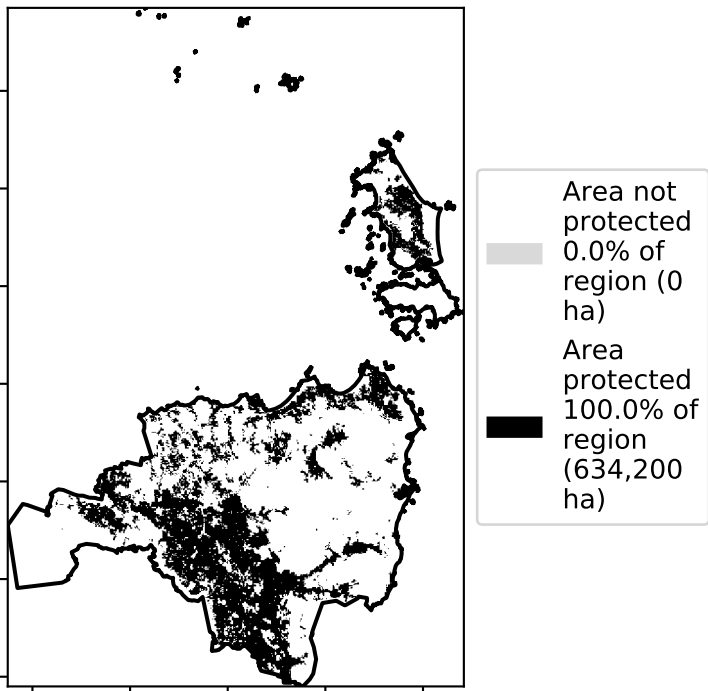 Area not
protected
0.0% of
region (0
ha)
Area
protected
100.0% of
region
(634,200
ha)